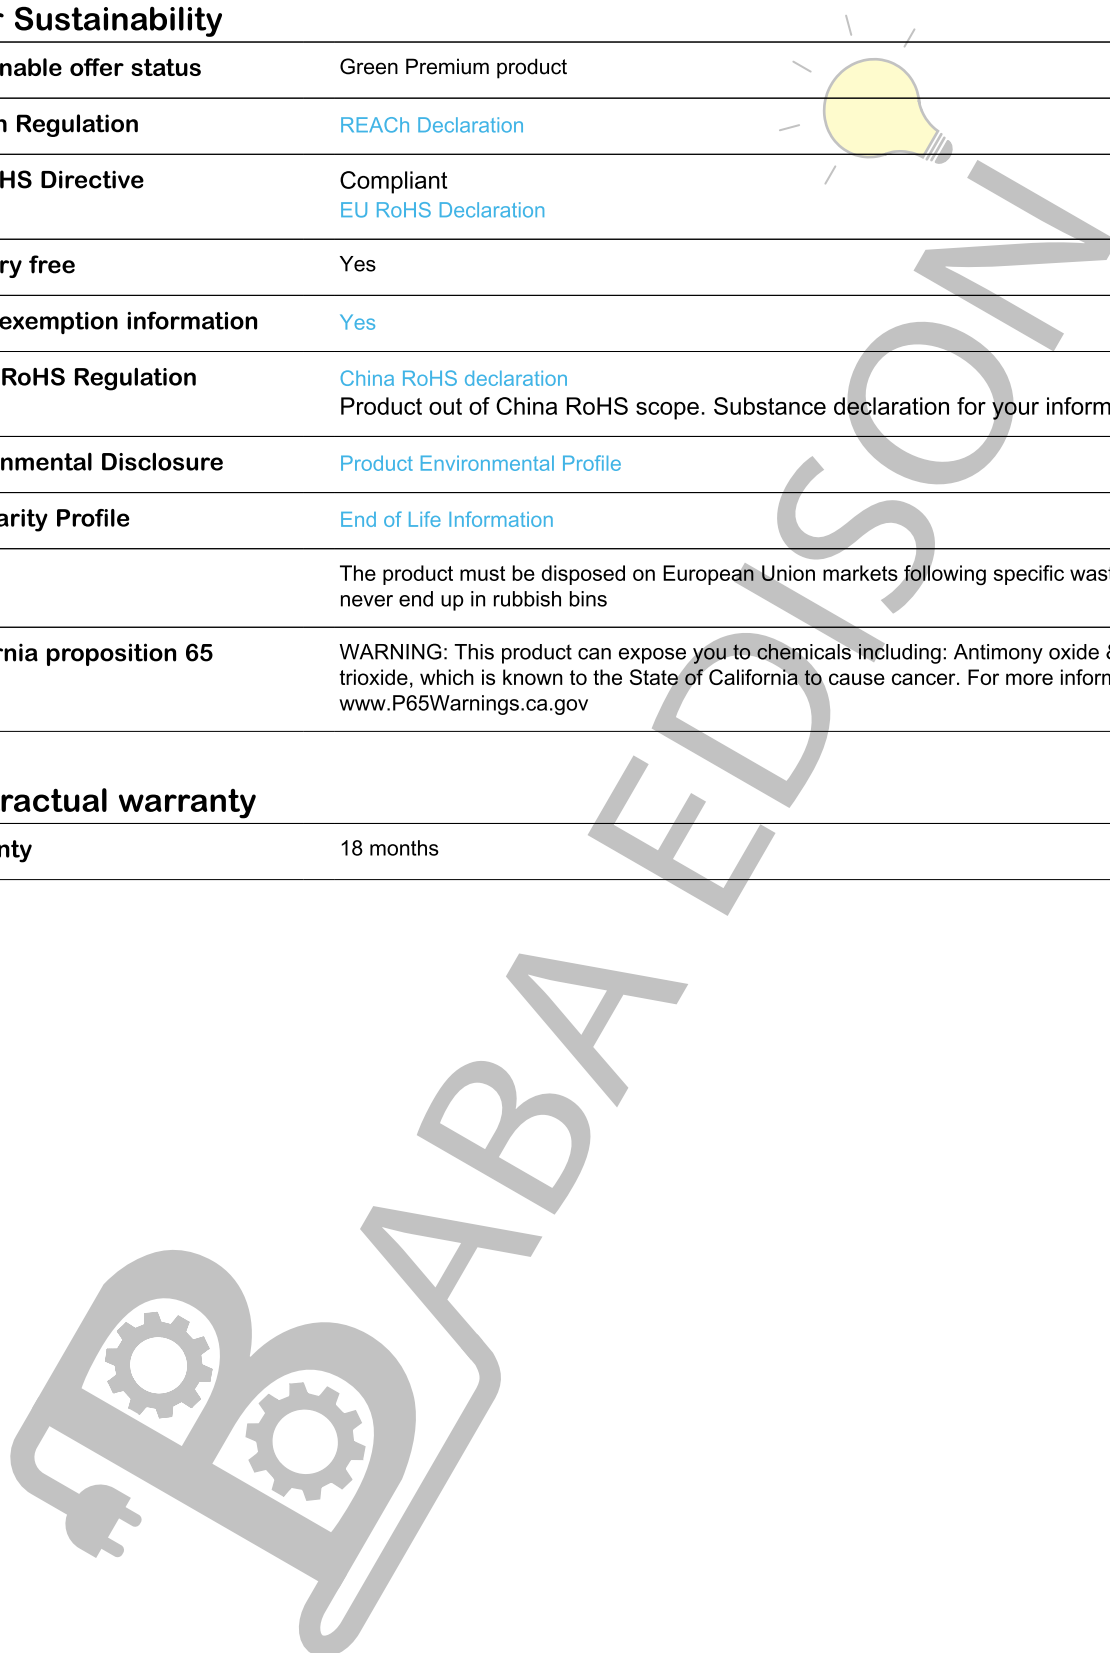 r Sustainability
nable offer status Green Premium product
n Regulation REACh Declaration
HS Directive Compliant
EU RoHS Declaration
ry free Yes
exemption information Yes
RoHS Regulation China RoHS declaration
Product out of China RoHS scope. Substance declaration for your inform
nmental Disclosure Product Environmental Profile
arity Profile End of Life Information
The product must be disposed on European Union markets following specific wast
never end up in rubbish bins
rnia proposition 65 WARNING: This product can expose you to chemicals including: Antimony oxide &
trioxide, which is known to the State of California to cause cancer. For more inform
www.P65Warnings.ca.gov
ractual warranty
nty 18 months
BABA EDISON